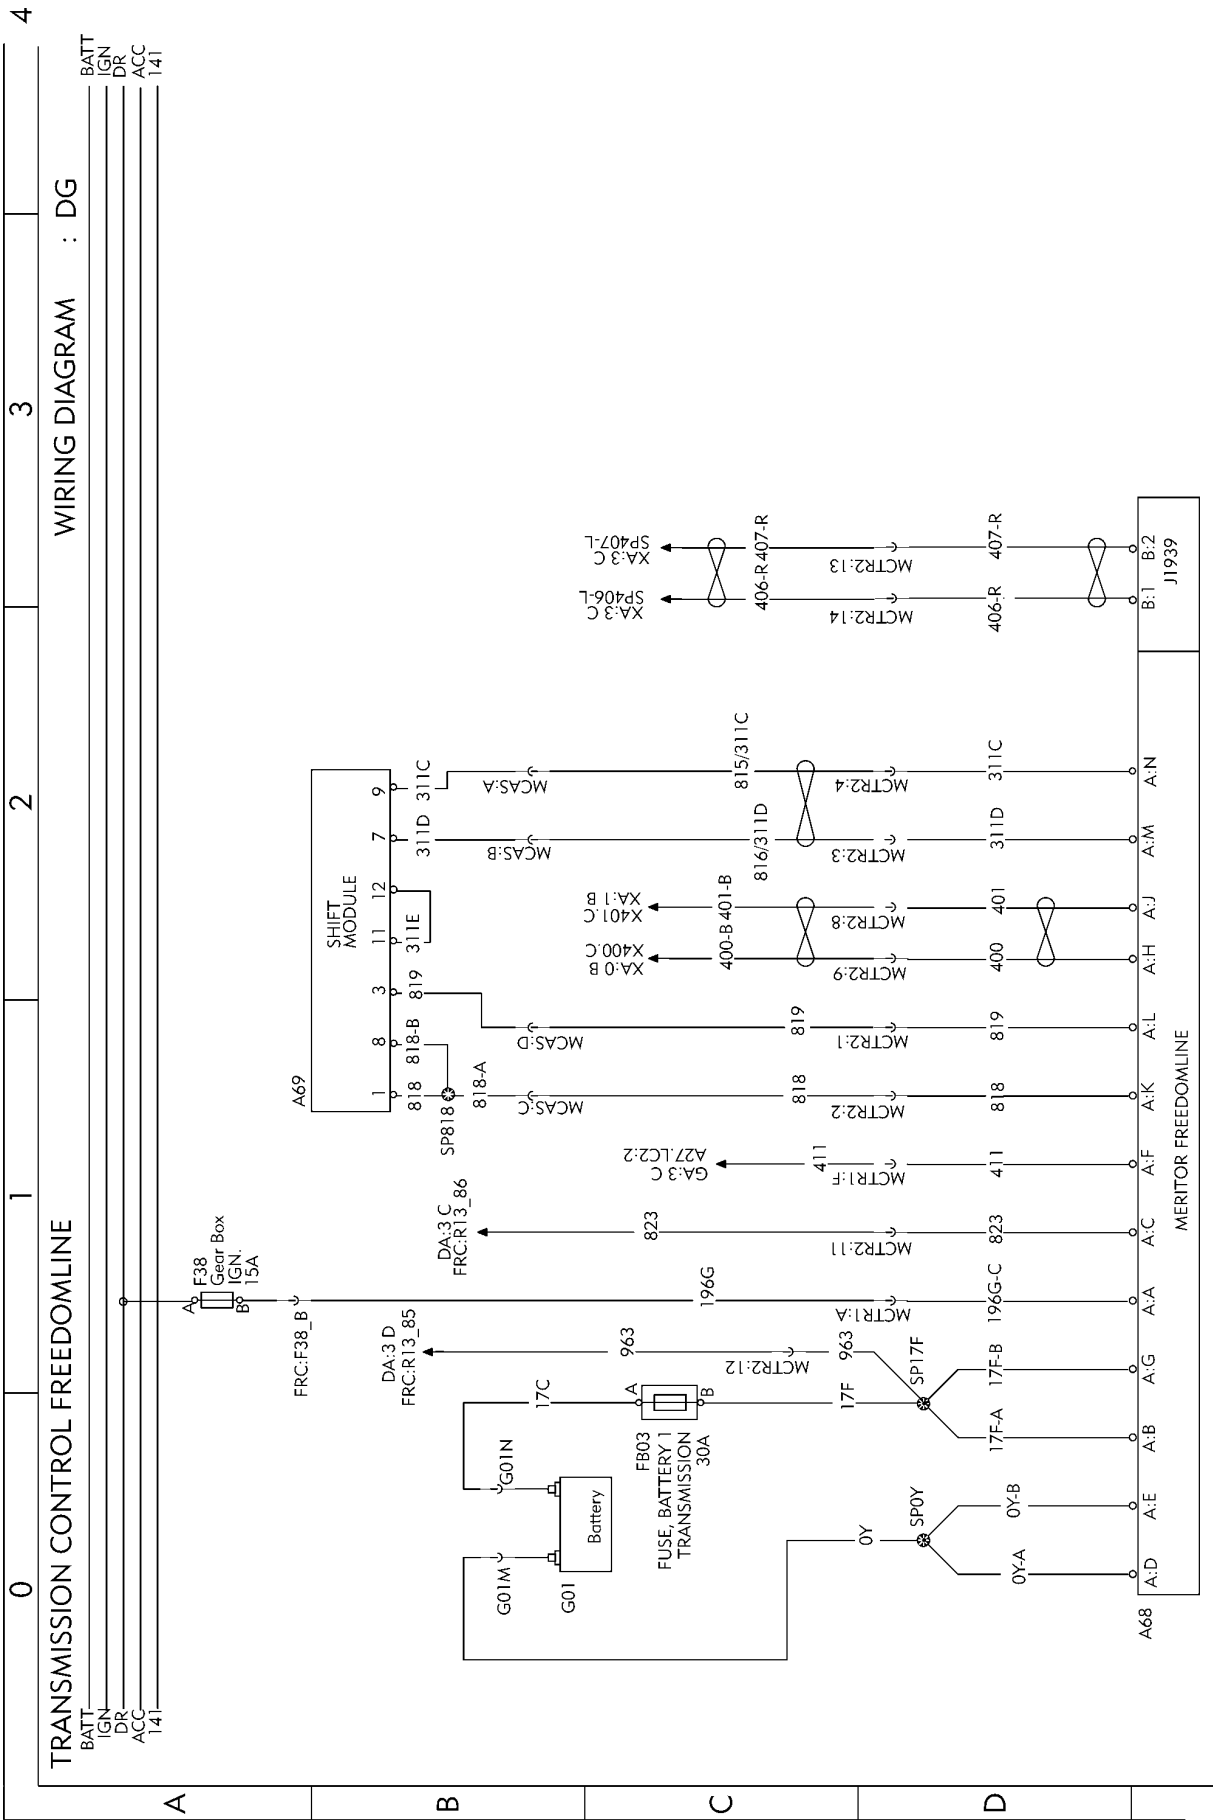 0
1
2
3
4
TRANSMISSION CONTROL FREEDOMLINE
WIRING DIAGRAM : DG
BATT
IGN
DR
ACC
141
BATT
IGN
DR
ACC
141
A
B
C
D
A
F38
Gear Box
IGN.
15A
B
FRC:F38_B
A69
SHIFT
MODULE
1
8
3
11
12
7
9
818
818-B
819
311E
311D
311C
SP818
818-A
MCAS:C
MCAS:D
MCAS:B
MCAS:A
DA:3 D
FRC:R13_85
DA:3 C
FRC:R13_86
GA:3 C
A27.LC2:2
XA:0 B
X400.C
X401.C
XA:1 B
XA:3 C
SP406-L
XA:3 C
SP407-L
G01M
G01N
G01
Battery
17C
A
B
FB03
FUSE, BATTERY 1
TRANSMISSION
30A
963
196G
823
411
818
819
400-B
401-B
816/311D
815/311C
406-R
407-R
0Y
17F
MCTR2:12
963
MCTR1:A
MCTR2:11
MCTR1:F
MCTR2:2
MCTR2:1
MCTR2:9
MCTR2:8
MCTR2:3
MCTR2:4
MCTR2:14
MCTR2:13
SP0Y
SP17F
0Y-A
0Y-B
17F-A
17F-B
196G-C
823
411
818
819
400
401
311D
311C
406-R
407-R
A68
A:D
A:E
A:B
A:G
A:A
A:C
A:F
A:K
A:L
A:H
A:J
A:M
A:N
B:1
B:2
MERITOR FREEDOMLINE
J1939